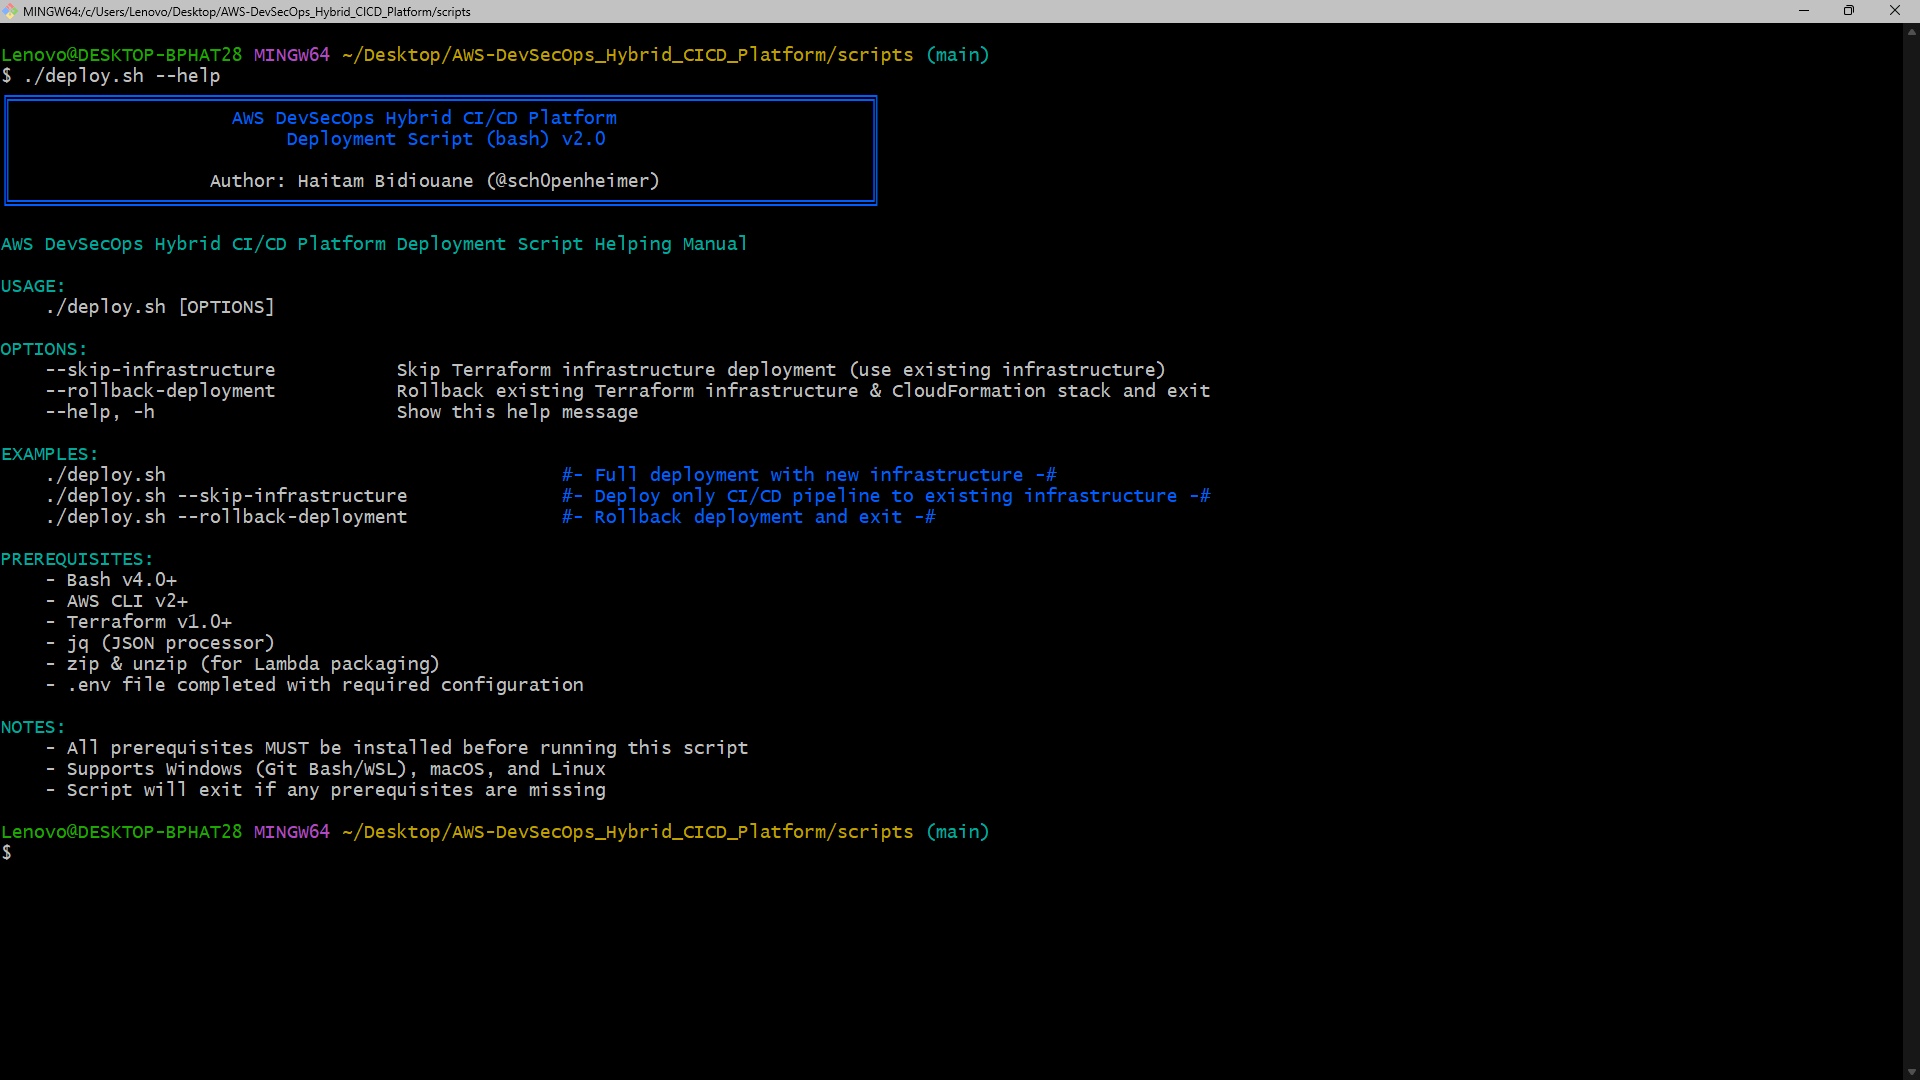 MINGW64:/c/Users/Lenovo/Desktop/AWS-DevSecOps_Hybrid_CICD_Platform/scripts
Lenovo@DESKTOP-BPHAT28 MINGW64 ~/Desktop/AWS-DevSecOps_Hybrid_CICD_Platform/scripts (main)
$ ./deploy.sh --help
AWS DevSecOps Hybrid CI/CD Platform
Deployment Script (bash) v2.0
Author: Haitam Bidiouane (@sch0penheimer)
AWS DevSecOps Hybrid CI/CD Platform Deployment Script Helping Manual
USAGE:
./deploy.sh [OPTIONS]
OPTIONS:
--skip-infrastructure Skip Terraform infrastructure deployment (use existing infrastructure)
--rollback-deployment Rollback existing Terraform infrastructure & CloudFormation stack and exit
--help, -h Show this help message
EXAMPLES:
./deploy.sh #- Full deployment with new infrastructure -#
./deploy.sh --skip-infrastructure #- Deploy only CI/CD pipeline to existing infrastructure -#
./deploy.sh --rollback-deployment #- Rollback deployment and exit -#
PREREQUISITES:
- Bash v4.0+
- AWS CLI v2+
- Terraform v1.0+
- jq (JSON processor)
- zip & unzip (for Lambda packaging)
- .env file completed with required configuration
NOTES:
- All prerequisites MUST be installed before running this script
- Supports Windows (Git Bash/WSL), macOS, and Linux
- Script will exit if any prerequisites are missing
Lenovo@DESKTOP-BPHAT28 MINGW64 ~/Desktop/AWS-DevSecOps_Hybrid_CICD_Platform/scripts (main)
$